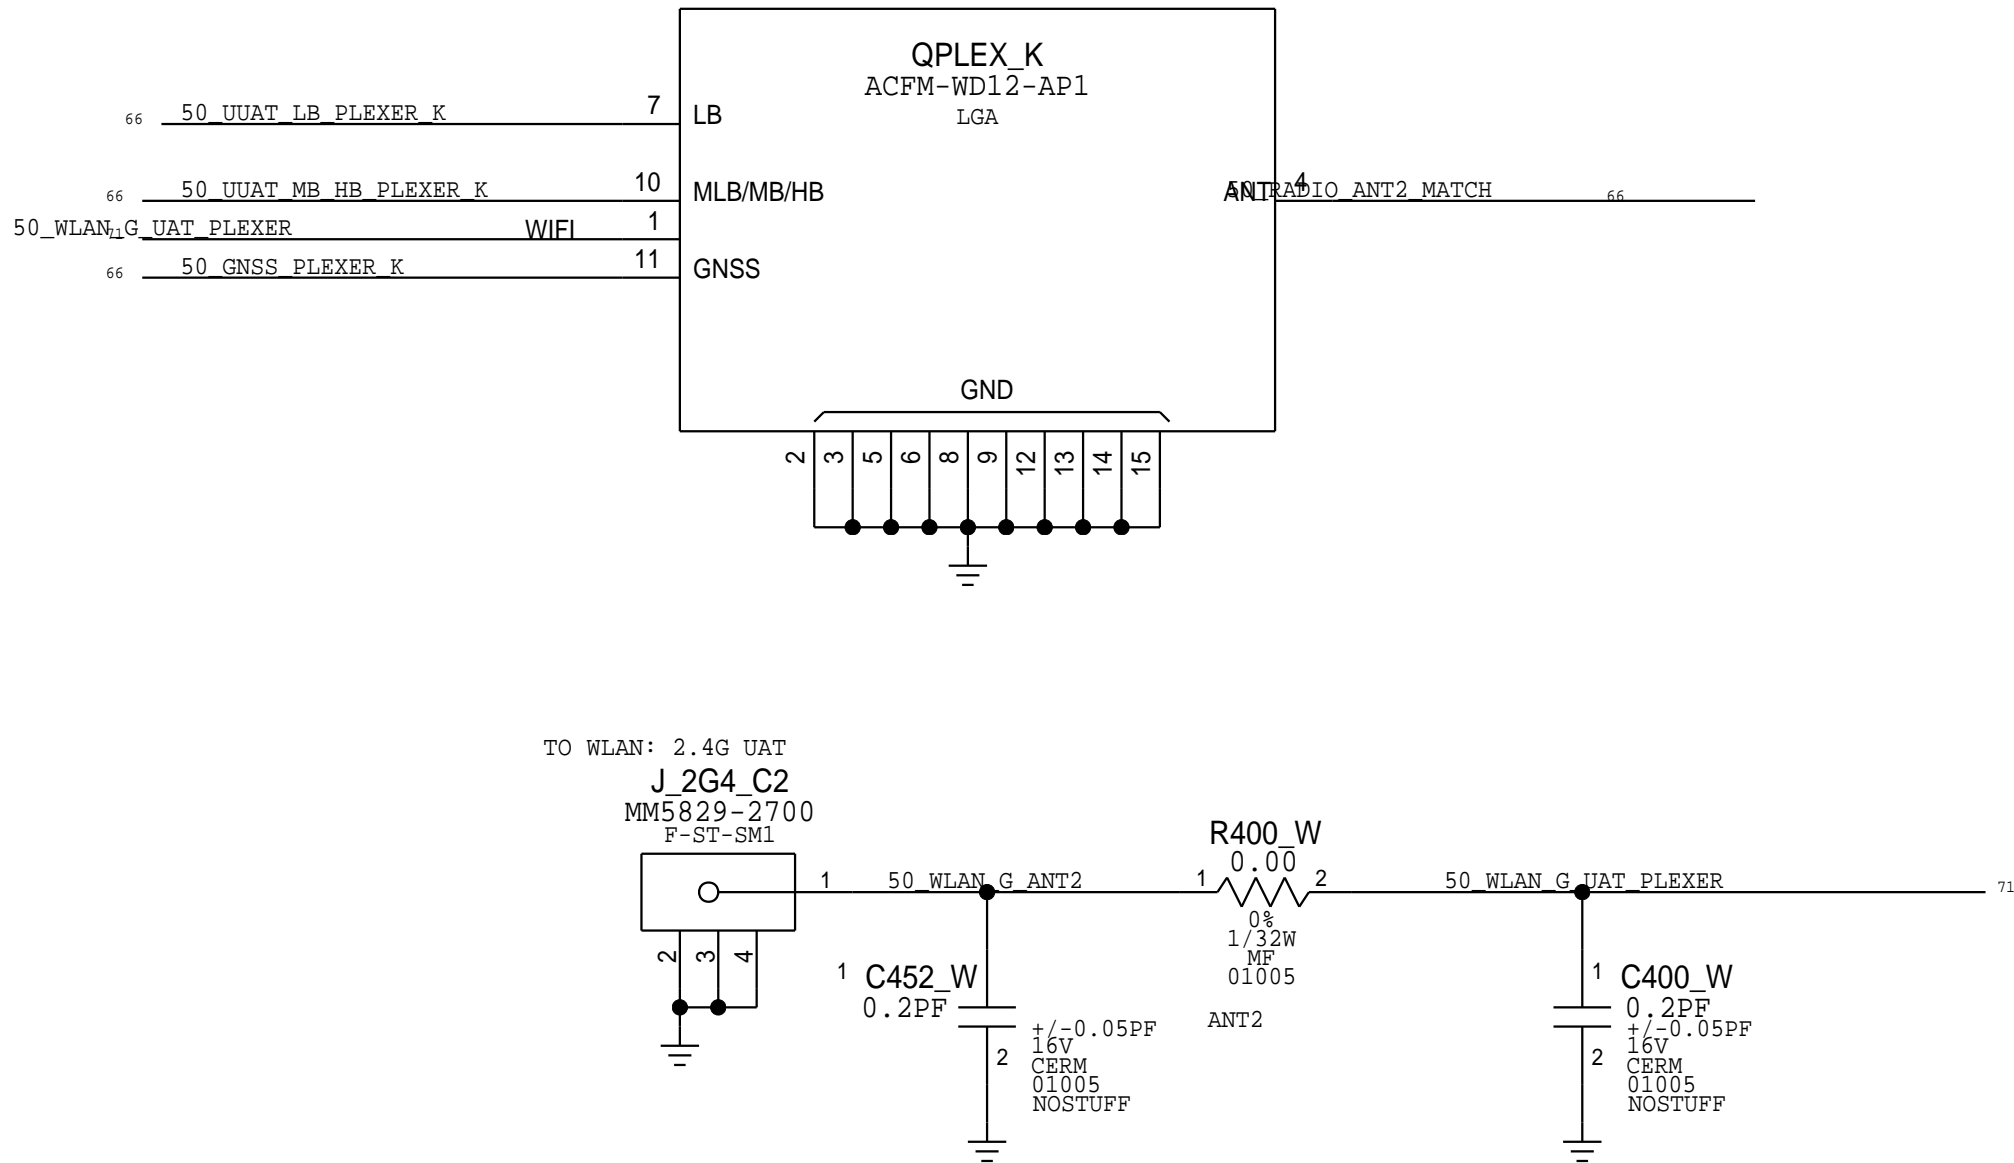 QPLEX_K
ACFM-WD12-AP1
LGA
66 50_UUAT_LB_PLEXER_K 7 LB
66 50_UUAT_MB_HB_PLEXER_K 10 MLB/MB/HB
ANT 4 50_RADIO_ANT2_MATCH 66
50_WLAN_G_UAT_PLEXER 71 WIFI 1
66 50_GNSS_PLEXER_K 11 GNSS
GND
2 3 5 6 8 9 12 13 14 15
TO WLAN: 2.4G UAT
J_2G4_C2
MM5829-2700
F-ST-SM1
R400_W
0.00
1 50_WLAN_G_ANT2 1 2 50_WLAN_G_UAT_PLEXER 71
0%
1/32W
MF
01005
2 3 4
1 C452_W
0.2PF
+/-0.05PF
16V
2
CERM
01005
NOSTUFF
ANT2
1 C400_W
0.2PF
+/-0.05PF
16V
2
CERM
01005
NOSTUFF